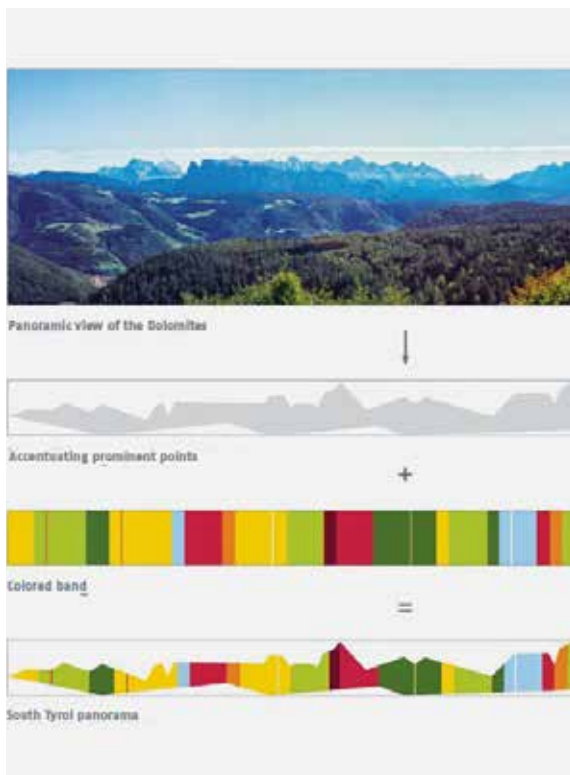 Panoramic view of the Dolomites
Accentuating prominent points
+
Colored band
=
South Tyrol panorama